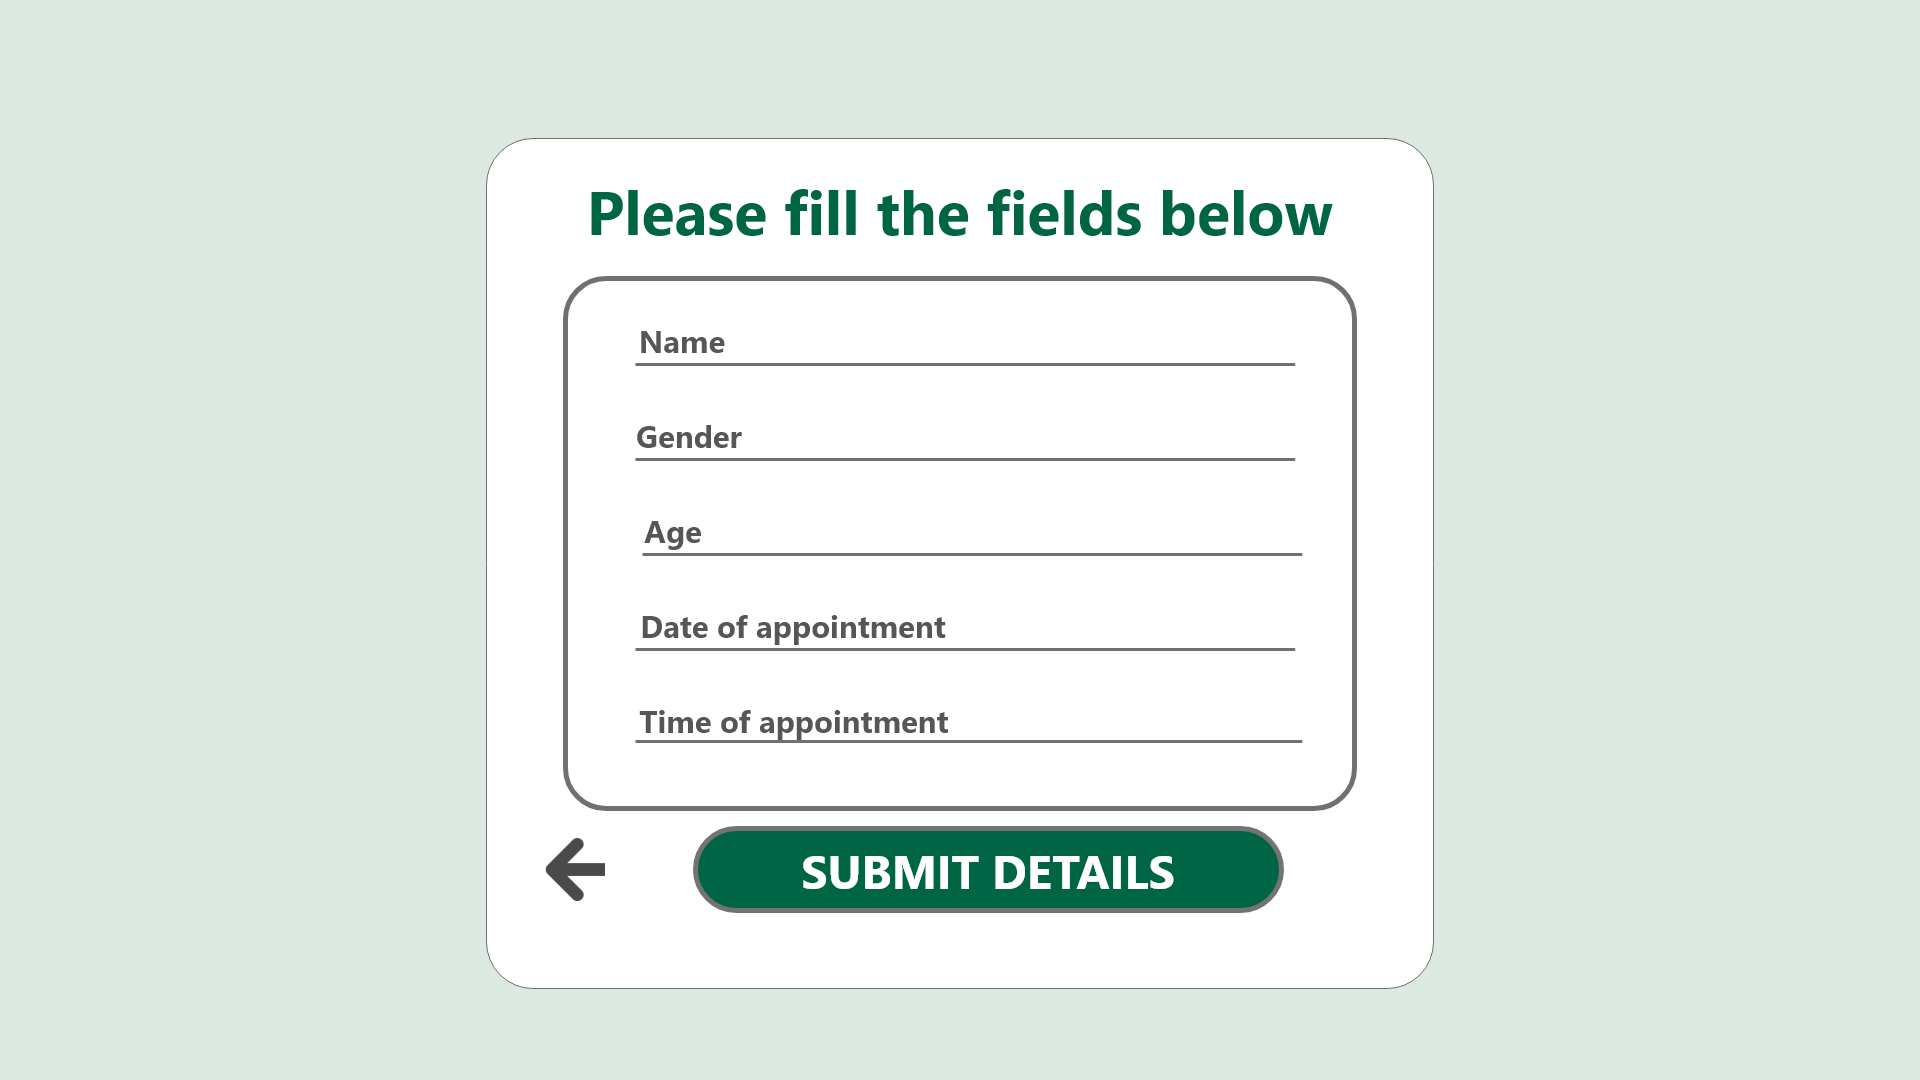 Please fill the fields below
Name
Gender
Age
Date of appointment
Time of appointment
SUBMIT DETAILS